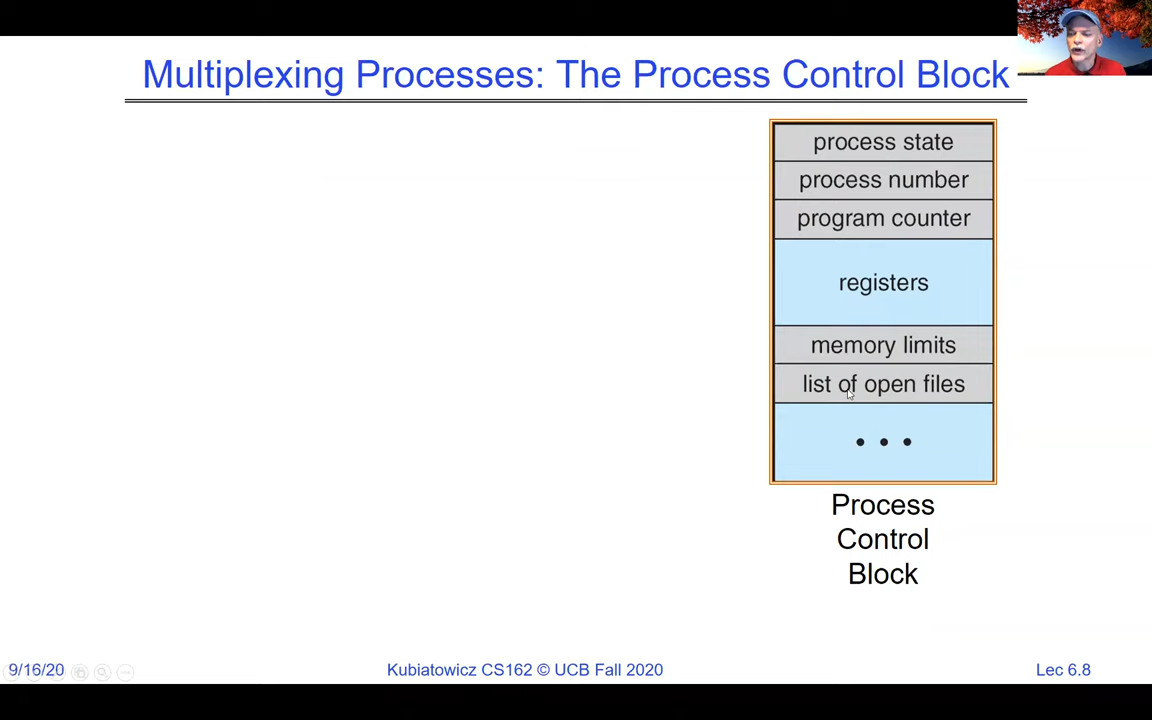 Multiplexing Processes: The Process Control Block
process state
process number
program counter
registers
memory limits
list of open files
• • •
Process
Control
Block
9/16/20
Kubiatowicz CS162 © UCB Fall 2020
Lec 6.8